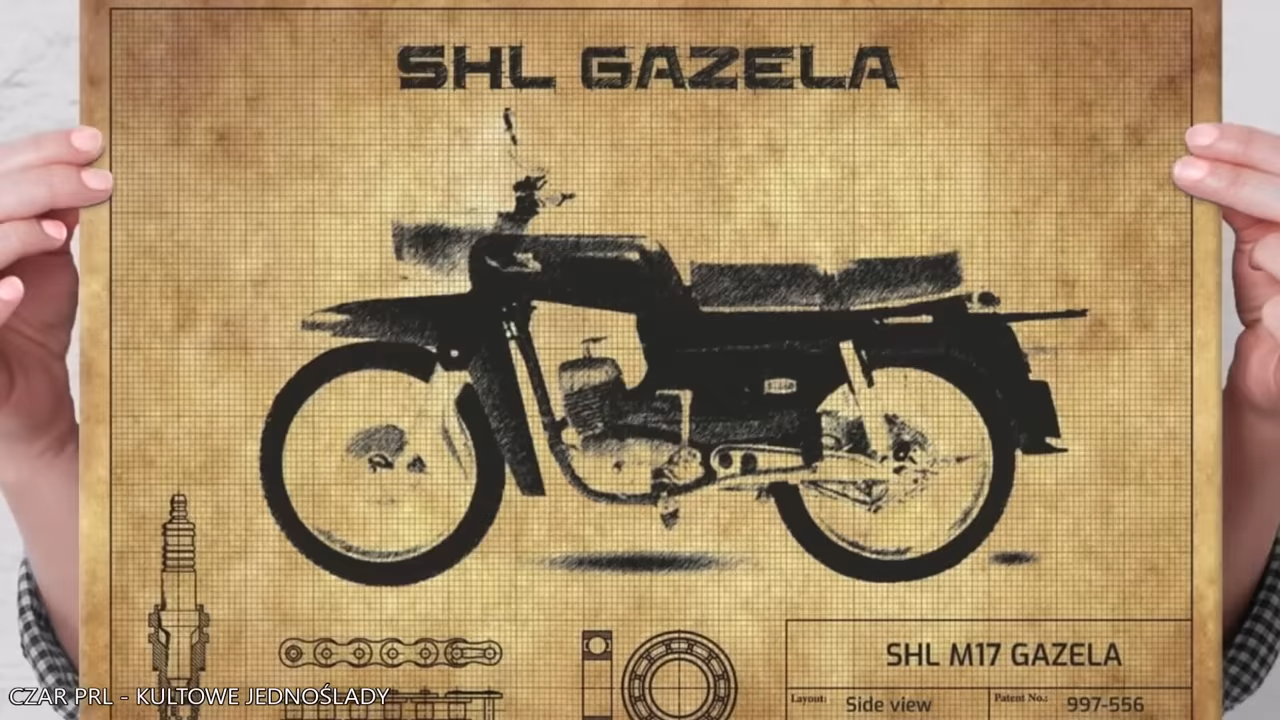 SHL GAZELA
SHL M17 GAZELA
Layout: Side view
Patent No.: 997-556
CZAR PRL - KULTOWE JEDNOŚLADY